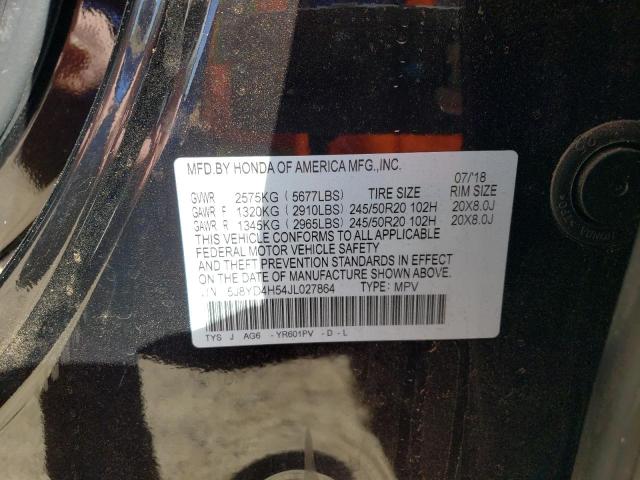 MFD.BY HONDA OF AMERICA MFG.,INC. 07/18
GVWR 2575KG (5677LBS) TIRE SIZE RIM SIZE
GAWR F 1320KG (2910LBS) 245/50R20 102H 20X8.0J
GAWR R 1345KG (2965LBS) 245/50R20 102H 20X8.0J
THIS VEHICLE CONFORMS TO ALL APPLICABLE
FEDERAL MOTOR VEHICLE SAFETY
AND THEFT PREVENTION STANDARDS IN EFFECT
ON THE DATE OF MANUFACTURE SHOWN ABOVE.
5J8YD4H54JL027864 TYPE: MPV
TYS J AG6 -YR601PV -D-L